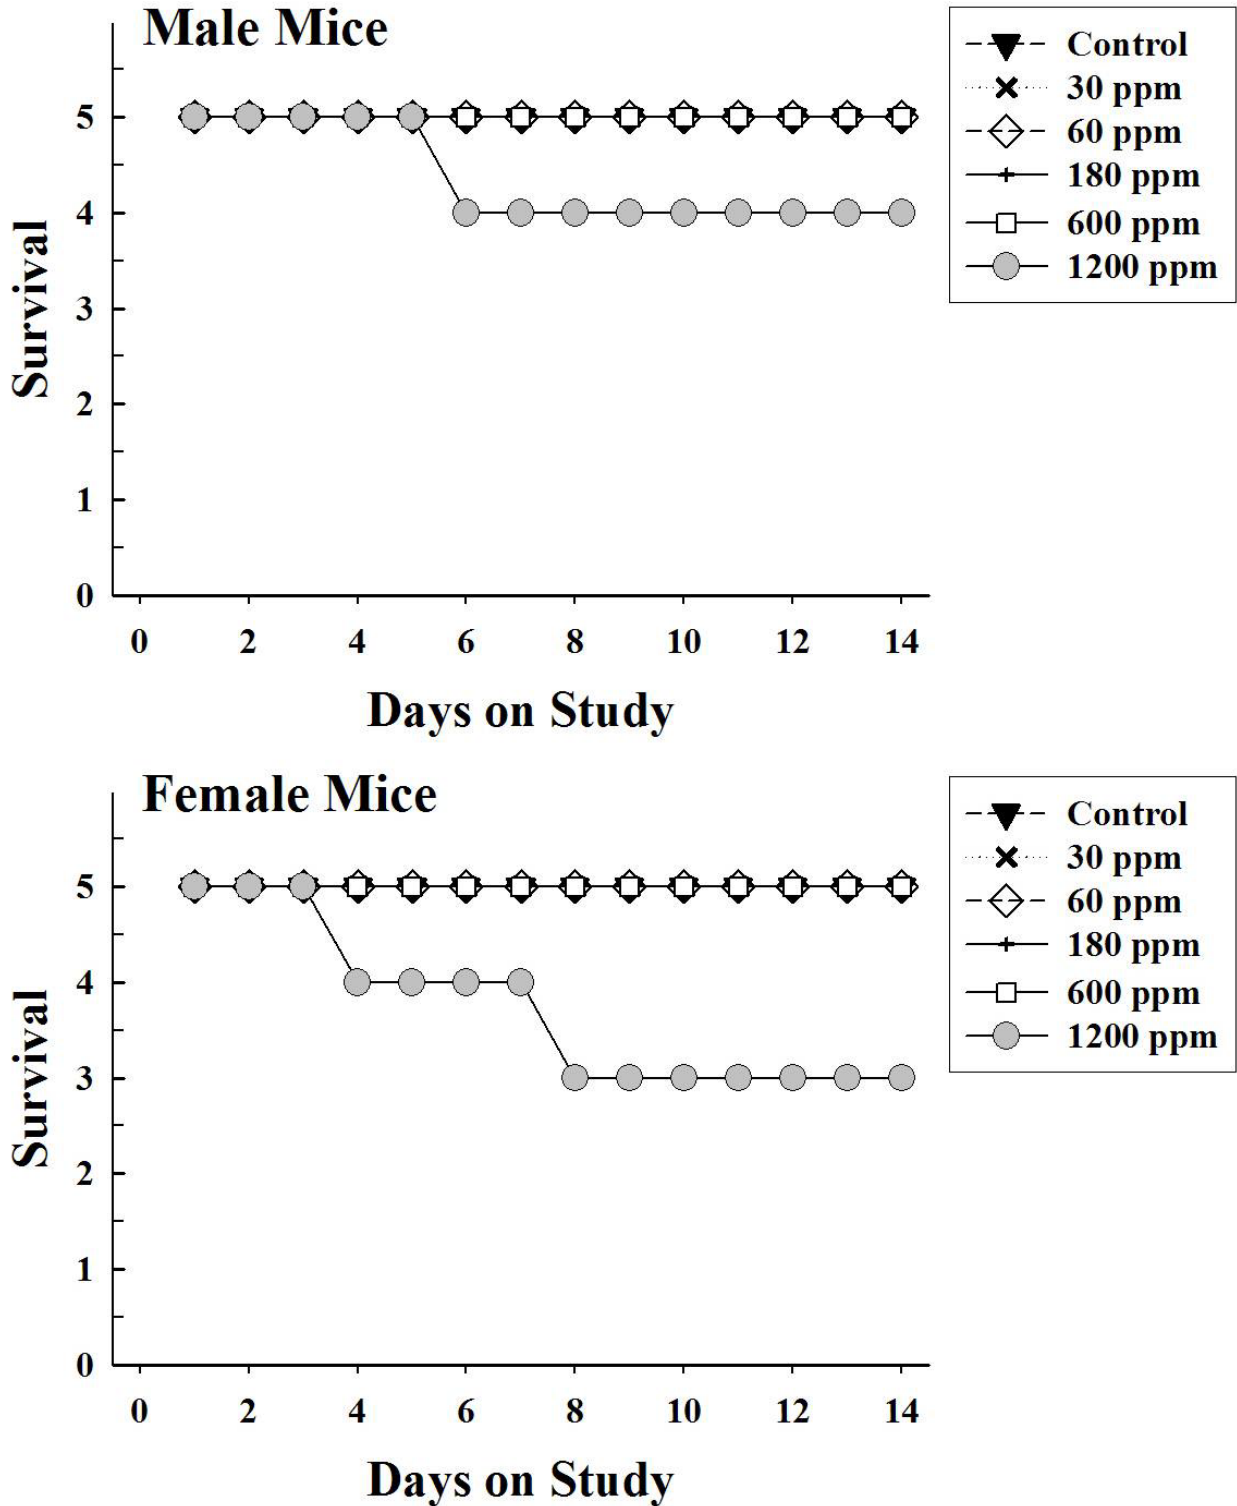 Male Mice
Control
30 ppm
60 ppm
180 ppm
600 ppm
1200 ppm
Survival
5
4
3
2
1
0
0 2 4 6 8 10 12 14
Days on Study
Female Mice
Control
30 ppm
60 ppm
180 ppm
600 ppm
1200 ppm
Survival
5
4
3
2
1
0
0 2 4 6 8 10 12 14
Days on Study